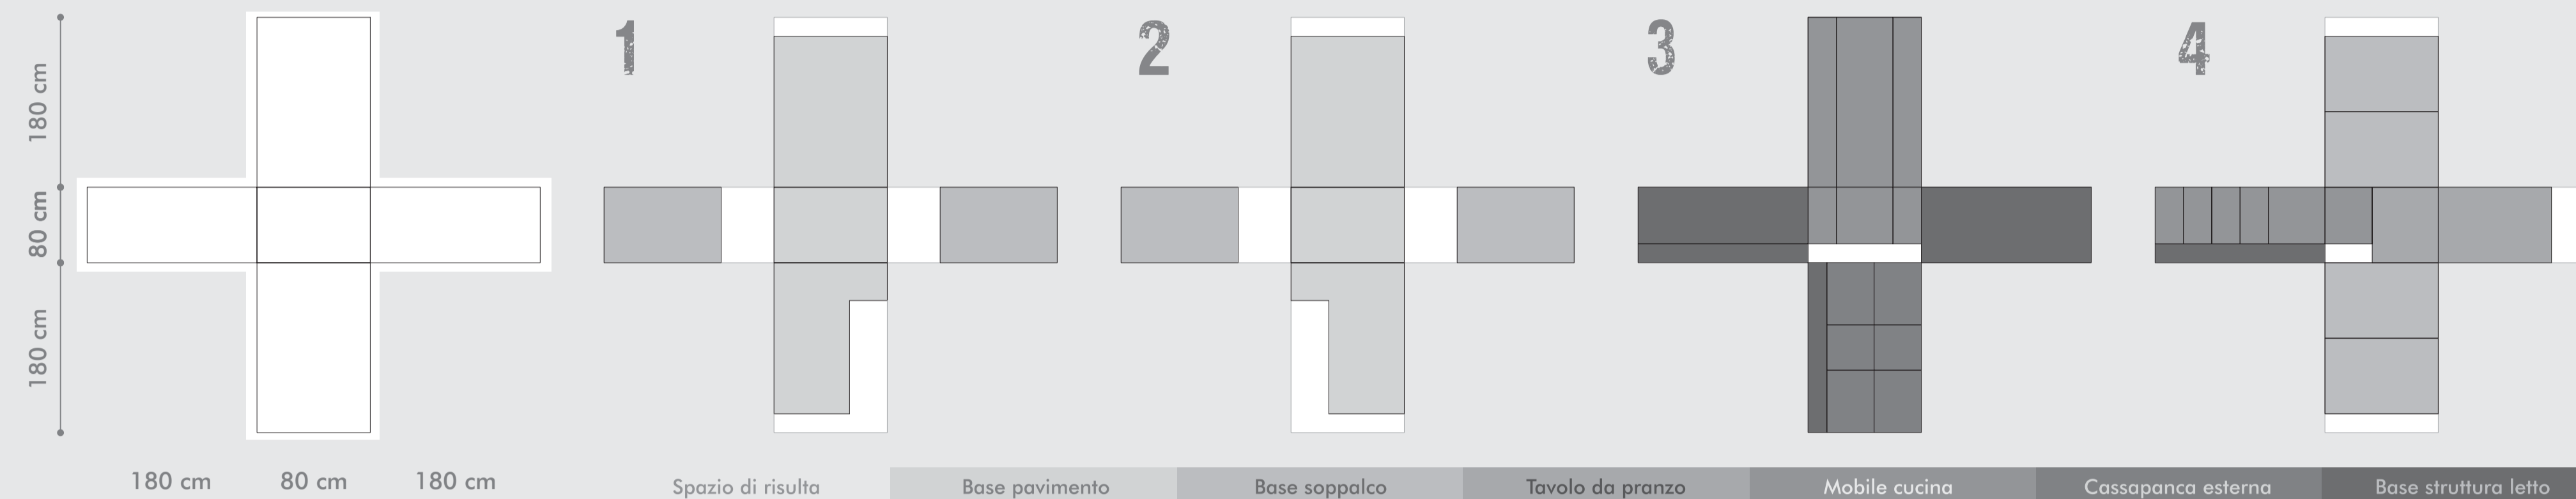 180 cm
80 cm
180 cm
1
2
3
4
180 cm
80 cm
180 cm
Spazio di risulta
Base pavimento
Base soppalco
Tavolo da pranzo
Mobile cucina
Cassapanca esterna
Base struttura letto